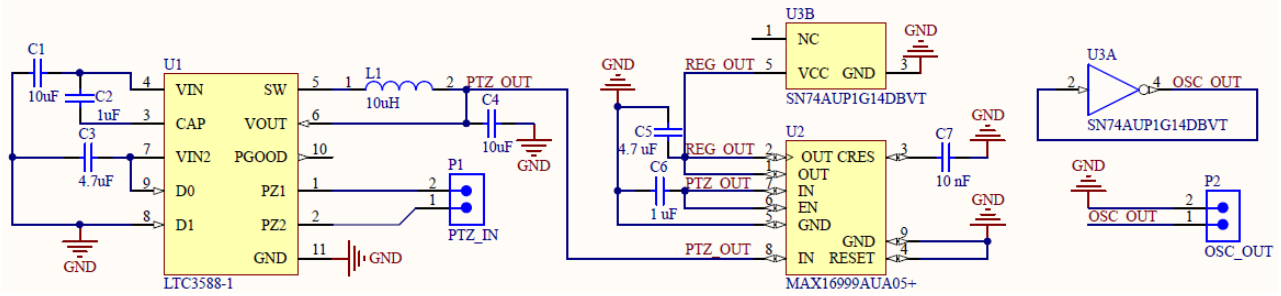 U1
C1
10uF
C2
1uF
C3
4.7uF
4 VIN SW 5
3 CAP VOUT 6
7 VIN2 PGOOD 10
9 D0 PZ1 1
8 D1 PZ2 2
GND 11
GND
GND
LTC3588-1
1 L1 2 PTZ_OUT
10uH
C4
10uF
GND
P1
2
1
PTZ_IN
U3B
1 NC
REG_OUT 5 VCC GND 3
GND
SN74AUP1G14DBVT
GND
U2
C5
4.7 uF
REG_OUT 2 OUT CRES 3
1 OUT
C6
1 uF
PTZ_OUT 7 IN
6 EN
5 GND
GND 9
PTZ_OUT 8 IN RESET 4
MAX16999AUA05+
C7
10 nF
GND
GND
U3A
2 4 OSC_OUT
SN74AUP1G14DBVT
GND
P2
2
OSC_OUT 1
OSC_OUT